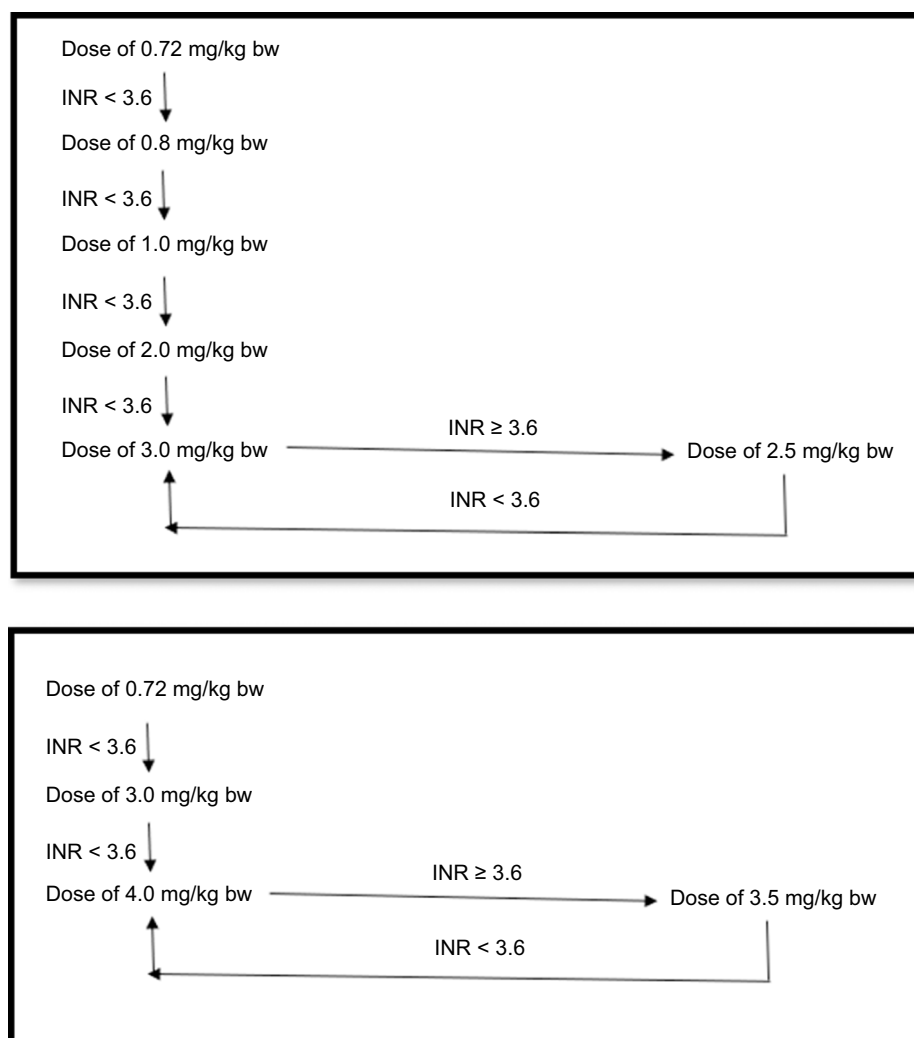 Dose of 0.72 mg/kg bw
INR < 3.6
Dose of 0.8 mg/kg bw
INR < 3.6
Dose of 1.0 mg/kg bw
INR < 3.6
Dose of 2.0 mg/kg bw
INR < 3.6
INR ≥ 3.6
Dose of 3.0 mg/kg bw
Dose of 2.5 mg/kg bw
INR < 3.6
Dose of 0.72 mg/kg bw
INR < 3.6
Dose of 3.0 mg/kg bw
INR < 3.6
INR ≥ 3.6
Dose of 4.0 mg/kg bw
Dose of 3.5 mg/kg bw
INR < 3.6